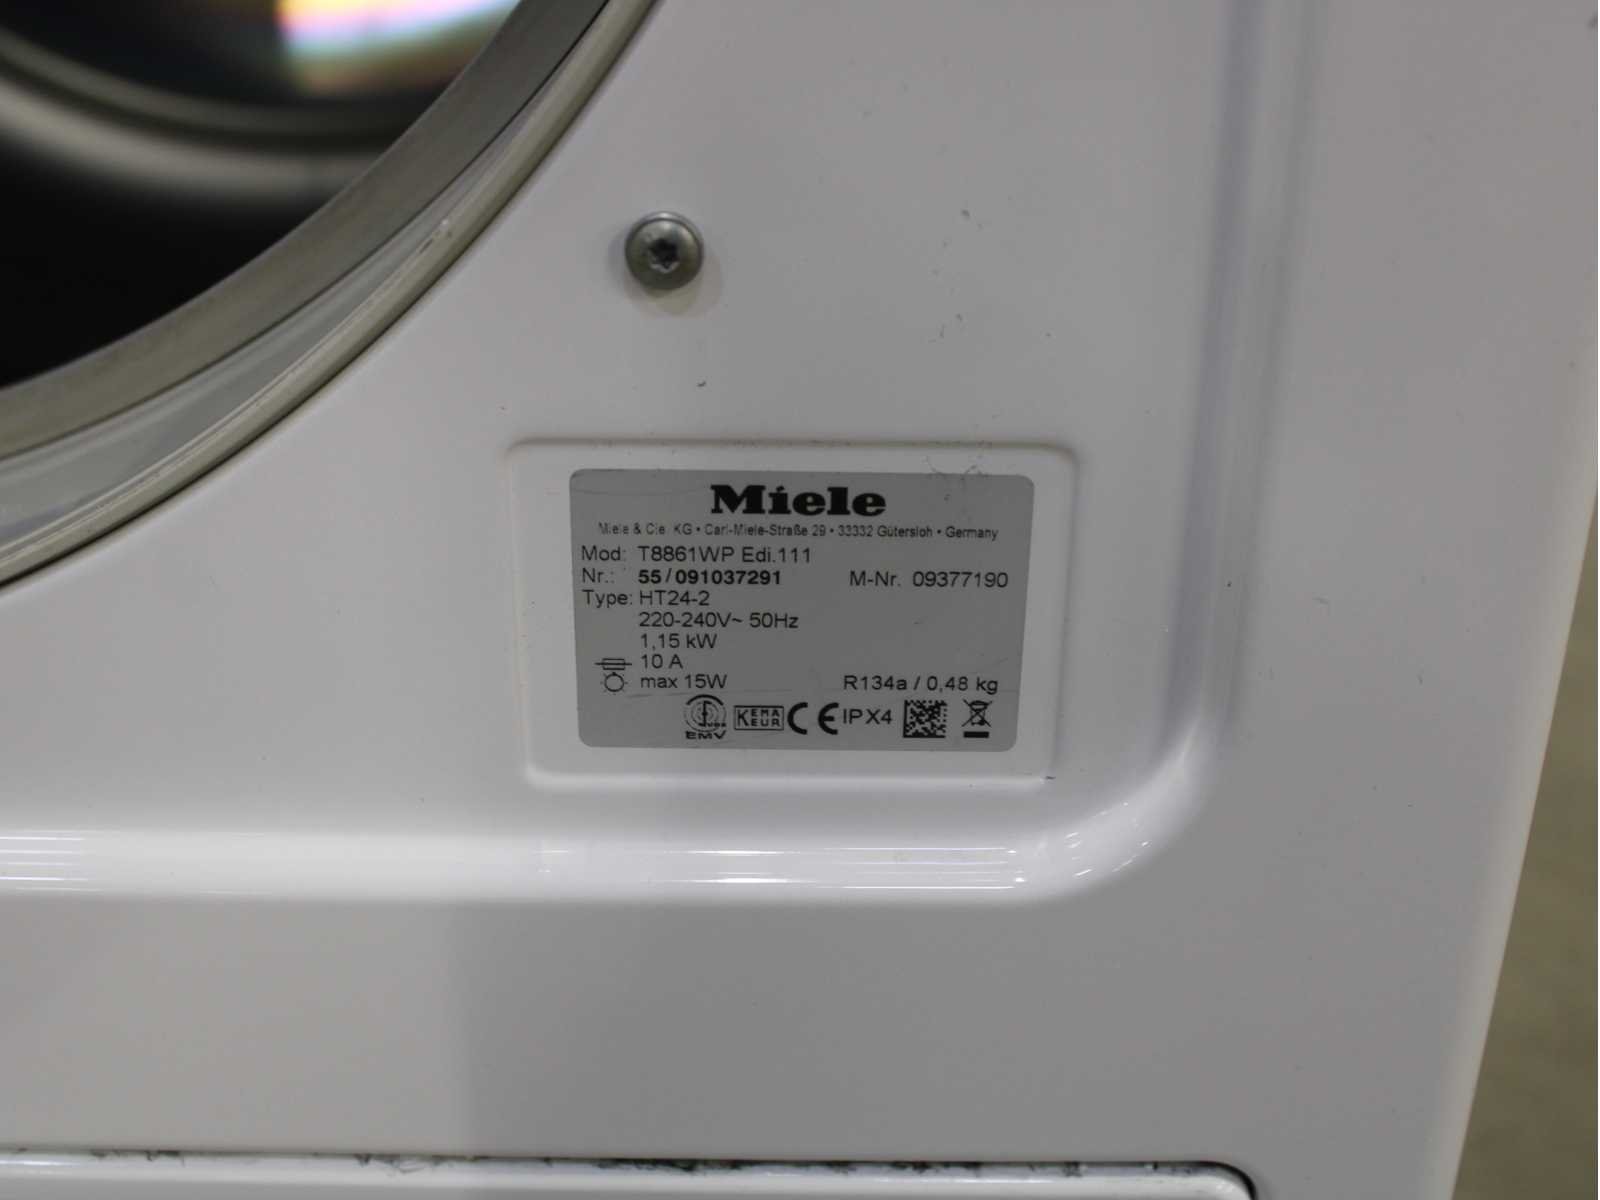 Miele
Miele & Cie. KG • Carl-Miele-Straße 29 • 33332 Gütersloh • Germany
Mod: T8861WP Edi.111
Nr.: 55/091037291 M-Nr. 09377190
Type: HT24-2
220-240V~ 50Hz
1,15 kW
10 A
max 15W R134a / 0,48 kg
EMV KEMA EUR CE IPX4